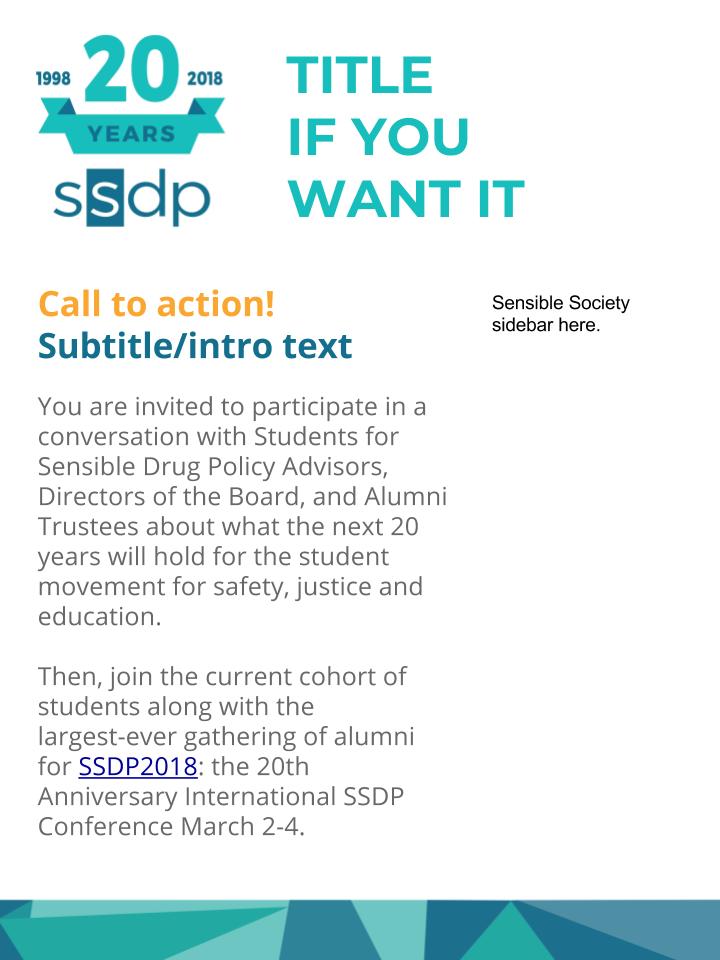 20
1998 2018
YEARS
ssdp
TITLE
IF YOU
WANT IT
Call to action!
Subtitle/intro text
You are invited to participate in a
conversation with Students for
Sensible Drug Policy Advisors,
Directors of the Board, and Alumni
Trustees about what the next 20
years will hold for the student
movement for safety, justice and
education.
Then, join the current cohort of
students along with the
largest-ever gathering of alumni
for SSDP2018: the 20th
Anniversary International SSDP
Conference March 2-4.
Sensible Society
sidebar here.